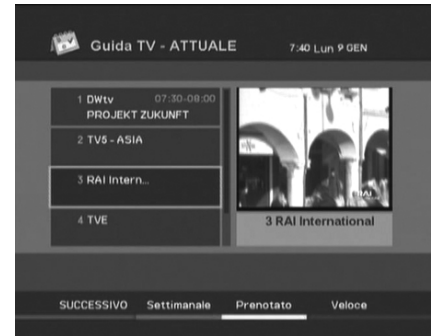 Guida TV - ATTUALE
7:40 Lun 9 GEN
1 DWtv 07:30-08:00
PROJEKT ZUKUNFT
2 TV5 - ASIA
3 RAI Intern...
4 TVE
RAI
3 RAI International
SUCCESSIVO Settimanale Prenotato Veloce